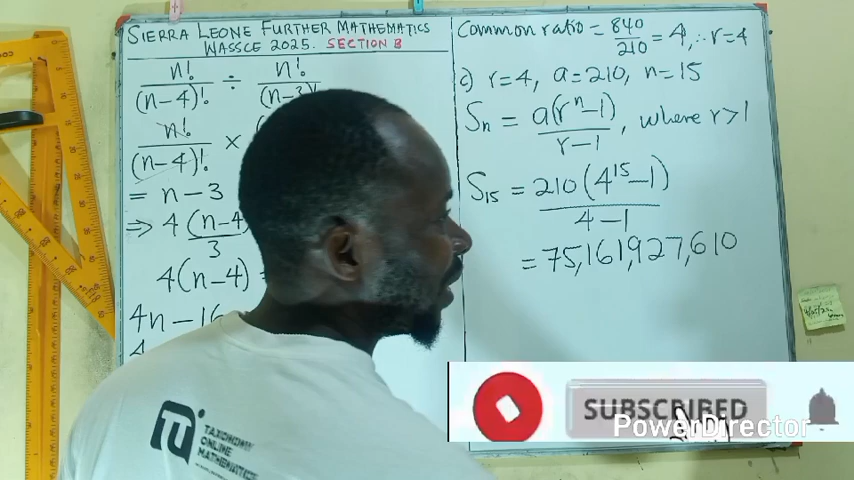 SIERRA LEONE FURTHER MATHEMATICS
WASSCE 2025. SECTION B
n!/(n-4)! ÷ n!/(n-3)!
n!/(n-4)! × (
= n-3
⇒ 4(n-4)/3
4(n-4) =
4n-16
4
Common ratio = 840/210 = 4, ∴ r=4
c) r=4, a=210, n=15
Sn = a(r^n-1)/(r-1), where r>1
S15 = 210(4^15-1)/(4-1)
= 75,161,927,610
TU
TAXONOMY
ONLINE
MATHEMATICS
SUBSCRIBED
PowerDirector